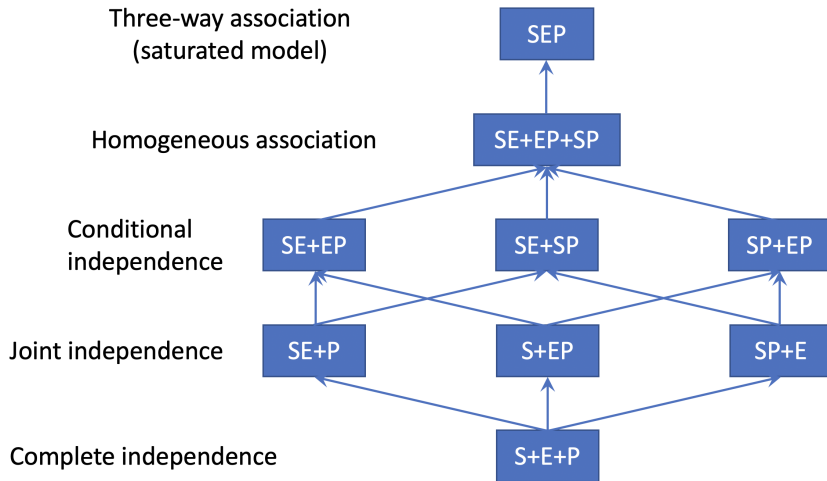 Three-way association
(saturated model)
SEP
Homogeneous association
SE+EP+SP
Conditional
independence
SE+EP
SE+SP
SP+EP
Joint independence
SE+P
S+EP
SP+E
Complete independence
S+E+P